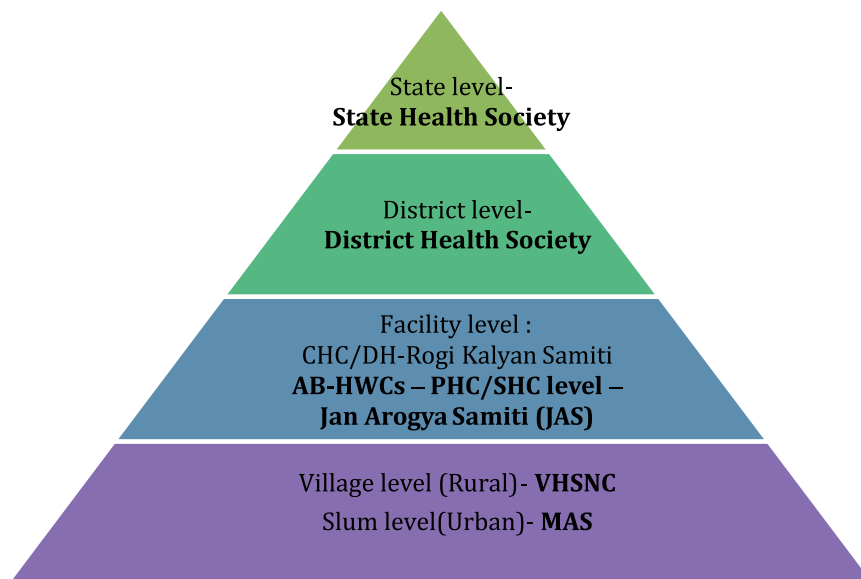 State level-
State Health Society
District level-
District Health Society
Facility level :
CHC/DH-Rogi Kalyan Samiti
AB-HWCs – PHC/SHC level –
Jan Arogya Samiti (JAS)
Village level (Rural)- VHSNC
Slum level(Urban)- MAS